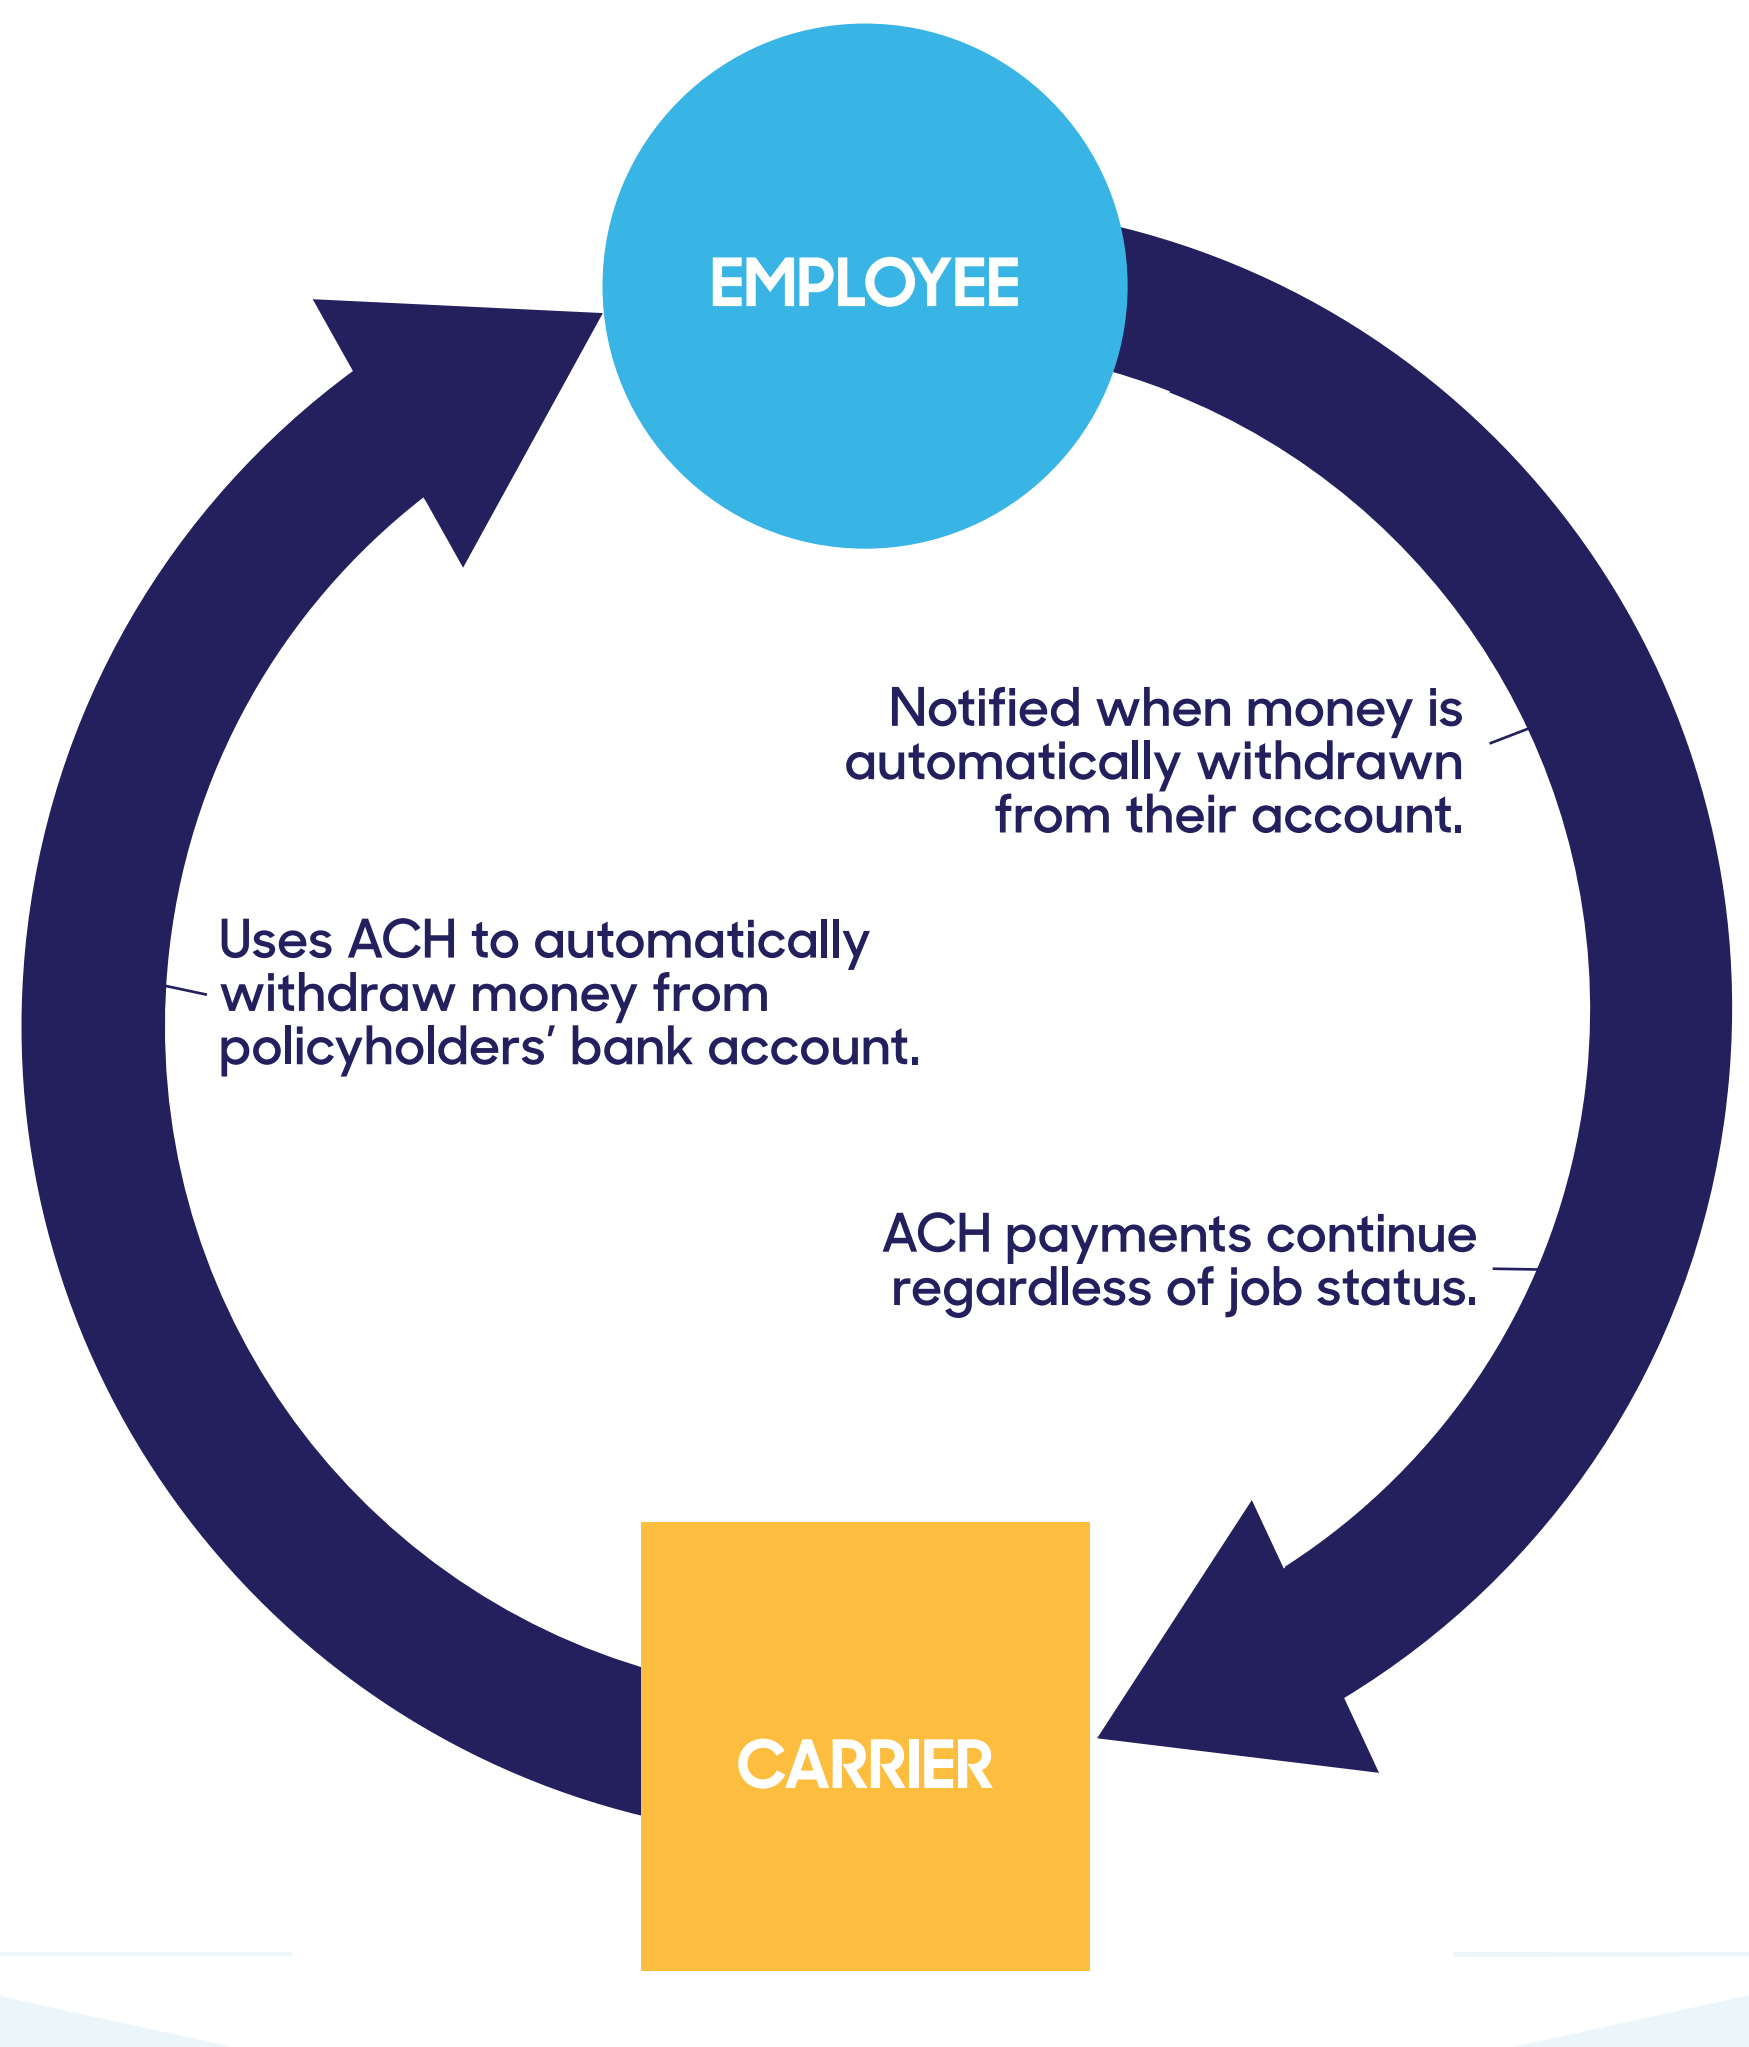 EMPLOYEE
Notified when money is
automatically withdrawn
from their account.
Uses ACH to automatically
withdraw money from
policyholders’ bank account.
ACH payments continue
regardless of job status.
CARRIER